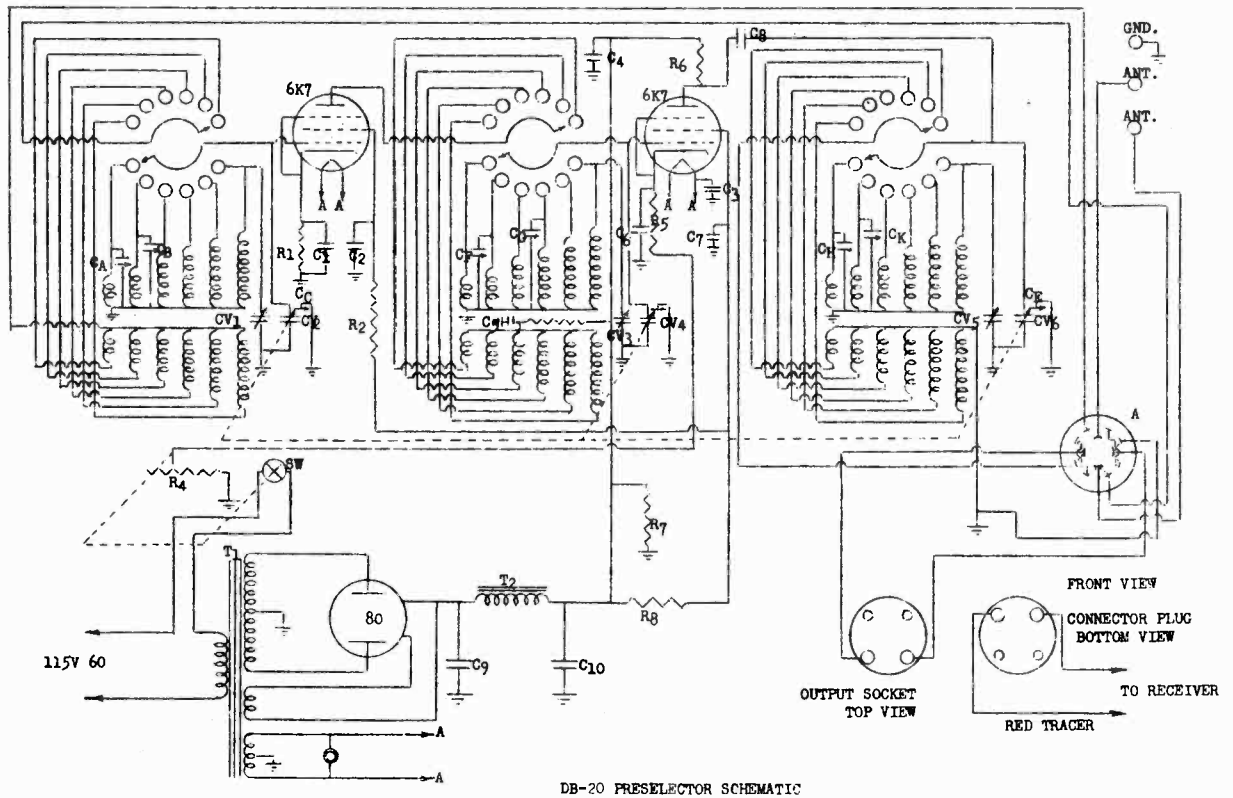 GND.
ANT.
ANT.
C8
C4
R6
6K7
6K7
A A
A A
C3
R1
C1
C2
C6
R5
C7
CA
CB
CF
CH
CK
CC
CE
R2
CV1
CV2
CV3
CV4
CV5
CV6
A
R4
SW
R7
T1
T2
80
R8
C9
C10
115V 60
A
A
FRONT VIEW
CONNECTOR PLUG
BOTTOM VIEW
OUTPUT SOCKET
TOP VIEW
TO RECEIVER
RED TRACER
DB-20 PRESELECTOR SCHEMATIC